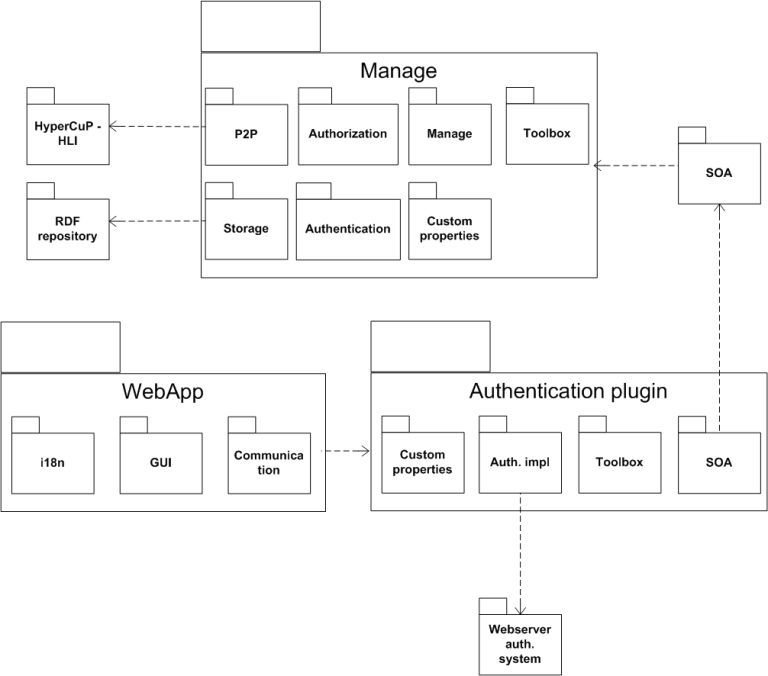 Manage
HyperCuP -
HLI
P2P
Authorization
Manage
Toolbox
SOA
RDF
repository
Storage
Authentication
Custom
properties
WebApp
i18n
GUI
Communica
tion
Authentication plugin
Custom
properties
Auth. impl
Toolbox
SOA
Webserver
auth.
system